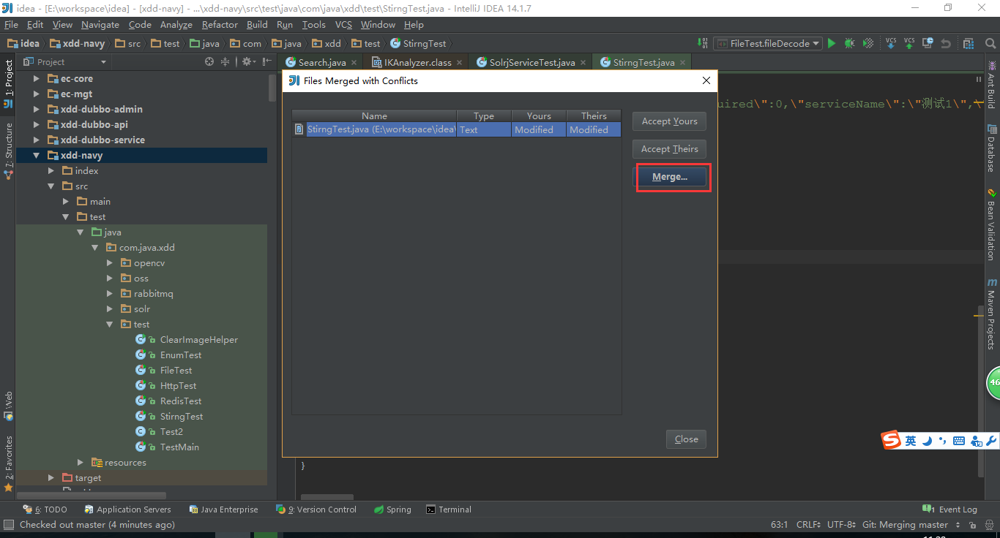 idea - [E:\workspace\idea] - [xdd-navy] - ...\xdd-navy\src\test\java\com\java\xdd\test\StirngTest.java - IntelliJ IDEA 14.1.7
File Edit View Navigate Code Analyze Refactor Build Run Tools VCS Window Help
idea xdd-navy src test java com java xdd test StirngTest FileTest.fileDecode VCS VCS
Project Search.java IKAnalyzer.class SolrjServiceTest.java StirngTest.java
ec-core
ec-mgt
xdd-dubbo-admin
xdd-dubbo-api
xdd-dubbo-service
xdd-navy
index
src
main
test
java
com.java.xdd
opencv
oss
rabbitmq
solr
test
ClearImageHelper
EnumTest
FileTest
HttpTest
RedisTest
StirngTest
Test2
TestMain
resources
target
1: Project
7: Structure
Web
2: Favorites
Files Merged with Conflicts
Name Type Yours Theirs
StirngTest.java (E:\workspace\idea\ Text Modified Modified
Accept Yours
Accept Theirs
Merge...
Close
uired\":0,\"serviceName\":\"测试1\",\
}
Ant Build
Database
Bean Validation
Maven Projects
46
英
6: TODO Application Servers Java Enterprise 9: Version Control Spring Terminal 1 Event Log
Checked out master (4 minutes ago) 63:1 CRLF UTF-8 Git: Merging master